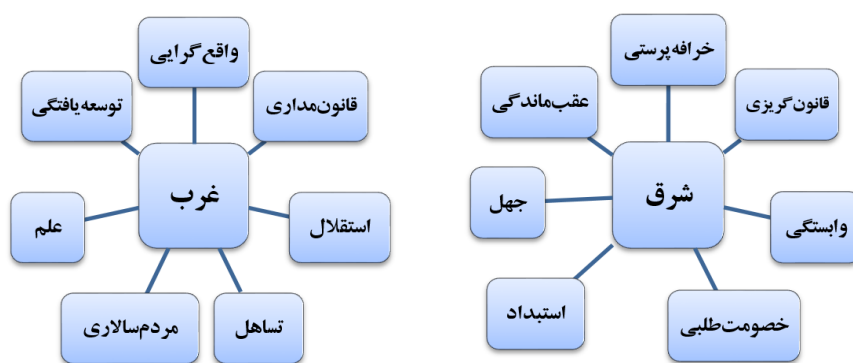 شرق
خرافه‌پرستی
قانون‌گریزی
وابستگی
خصومت‌طلبی
استبداد
جهل
عقب‌ماندگی
غرب
واقع‌گرایی
قانون‌مداری
استقلال
تساهل
مردم‌سالاری
علم
توسعه‌یافتگی